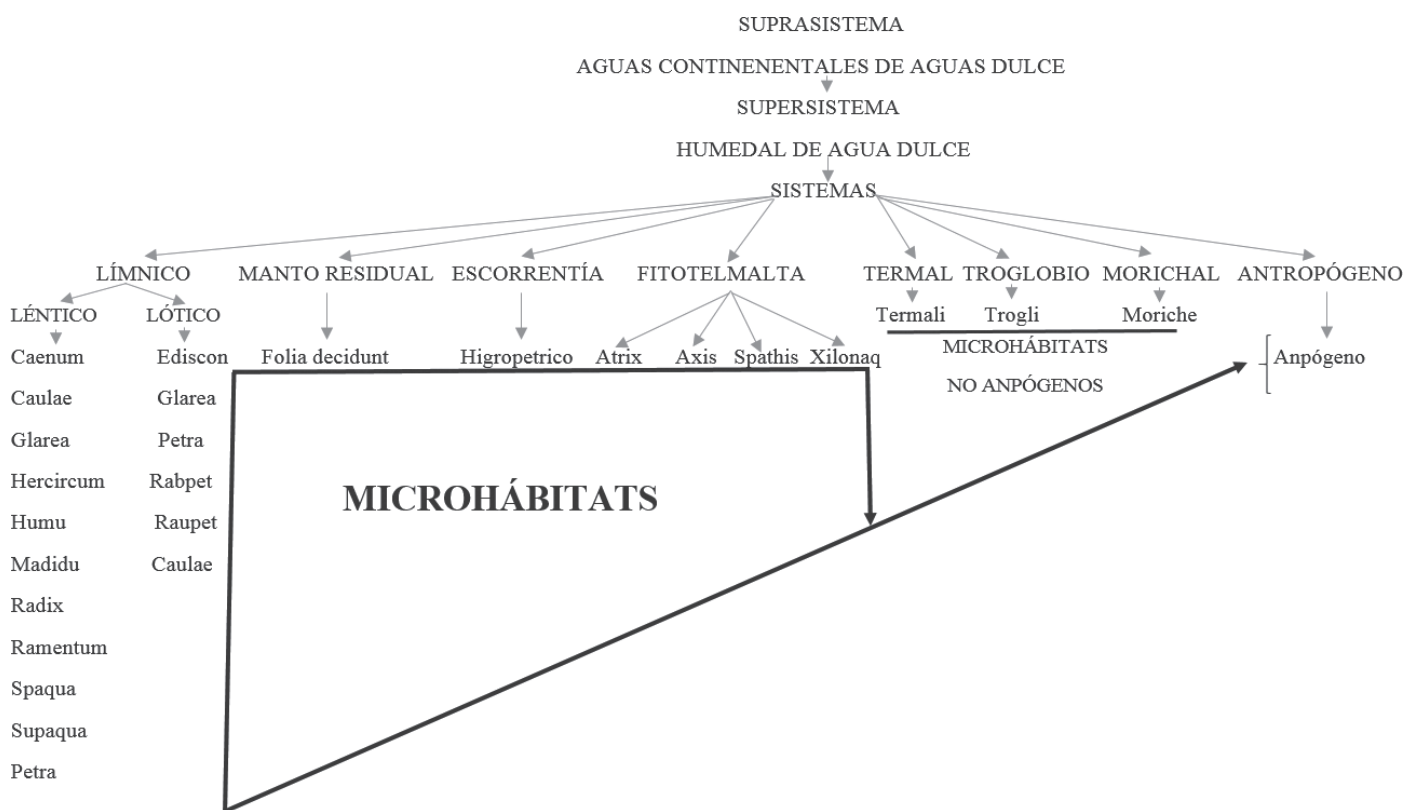 SUPRASISTEMA
AGUAS CONTINENENTALES DE AGUAS DULCE
SUPERSISTEMA
HUMEDAL DE AGUA DULCE
SISTEMAS
LÍMNICO MANTO RESIDUAL ESCORRENTÍA FITOTELMALTA TERMAL TROGLOBIO MORICHAL ANTROPÓGENO
LÉNTICO LÓTICO Termali Trogli Moriche
Caenum Ediscon Folia decidunt Higropetrico Atrix Axis Spathis Xilonaq MICROHÁBITATS Anpógeno
NO ANPÓGENOS
Caulae Glarea
Glarea Petra
Hercircum Rabpet
MICROHÁBITATS
Humu Raupet
Madidu Caulae
Radix
Ramentum
Spaqua
Supaqua
Petra